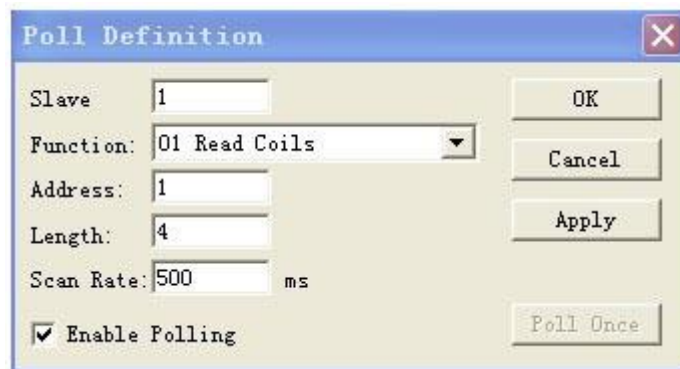 Poll Definition
Slave 1
OK
Function: 01 Read Coils
Cancel
Address: 1
Apply
Length: 4
Scan Rate: 500 ms
Enable Polling
Poll Once